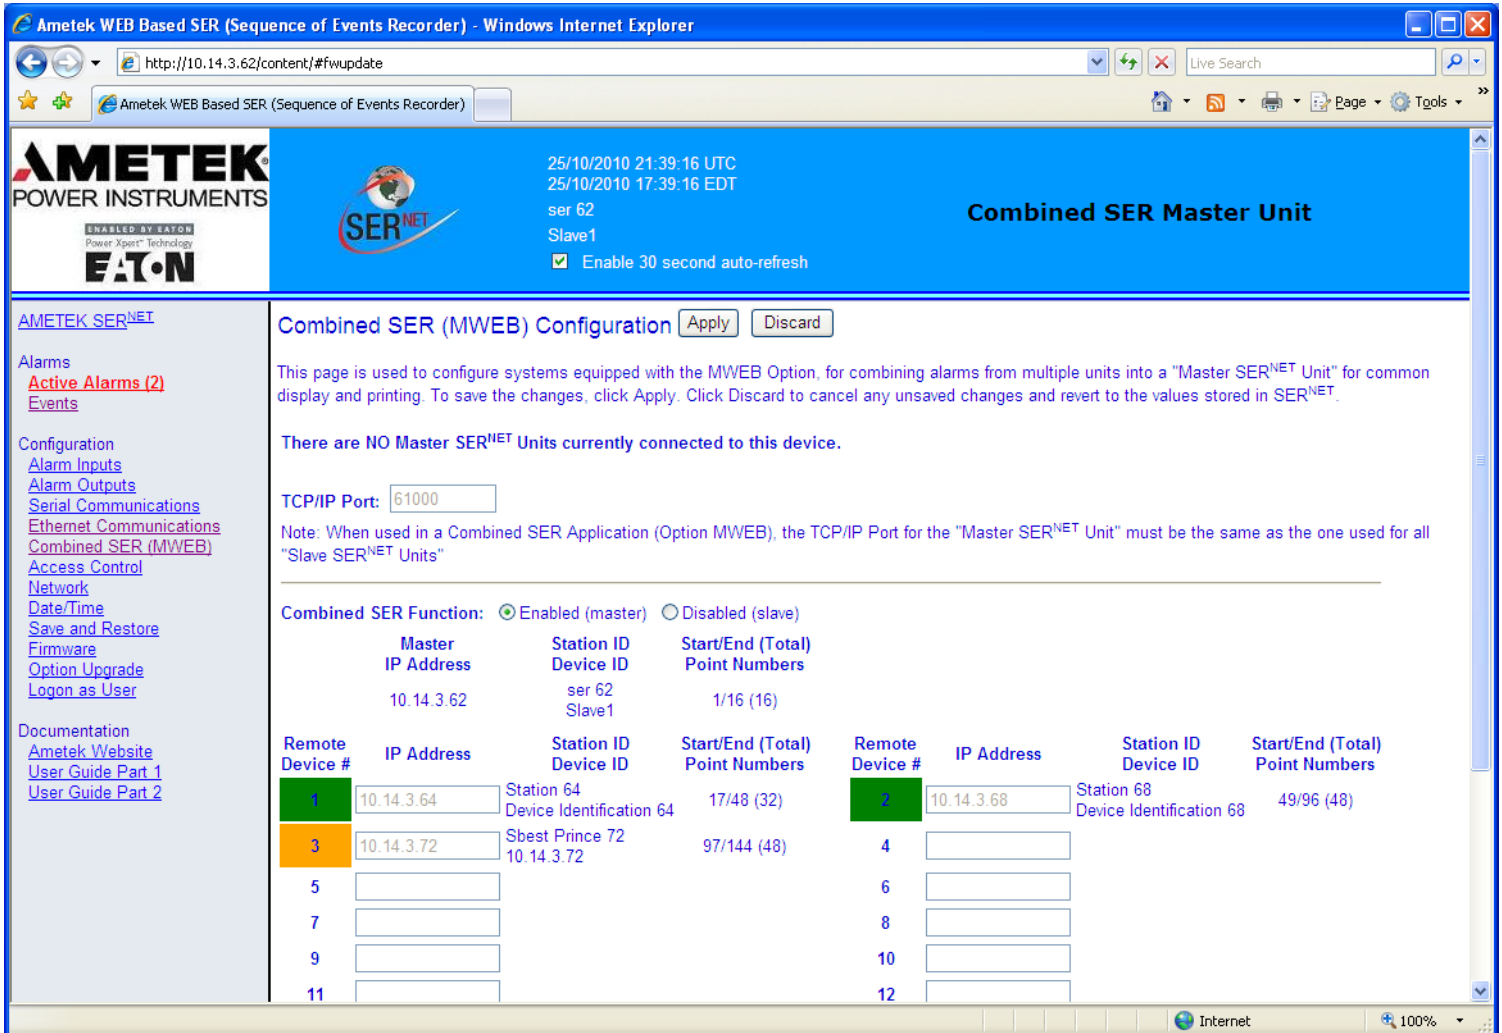 Ametek WEB Based SER (Sequence of Events Recorder) - Windows Internet Explorer
http://10.14.3.62/content/#fwupdate
Live Search
Ametek WEB Based SER (Sequence of Events Recorder)
Page
Tools
AMETEK®
POWER INSTRUMENTS
ENABLED BY EATON
Power Xpert™ Technology
EATON
SERNET
25/10/2010 21:39:16 UTC
25/10/2010 17:39:16 EDT
ser 62
Slave1
Enable 30 second auto-refresh
Combined SER Master Unit
AMETEK SERNET
Alarms
Active Alarms (2)
Events
Configuration
Alarm Inputs
Alarm Outputs
Serial Communications
Ethernet Communications
Combined SER (MWEB)
Access Control
Network
Date/Time
Save and Restore
Firmware
Option Upgrade
Logon as User
Documentation
Ametek Website
User Guide Part 1
User Guide Part 2
Combined SER (MWEB) Configuration Apply Discard
This page is used to configure systems equipped with the MWEB Option, for combining alarms from multiple units into a "Master SERNET Unit" for common
display and printing. To save the changes, click Apply. Click Discard to cancel any unsaved changes and revert to the values stored in SERNET.
There are NO Master SERNET Units currently connected to this device.
TCP/IP Port: 61000
Note: When used in a Combined SER Application (Option MWEB), the TCP/IP Port for the "Master SERNET Unit" must be the same as the one used for all
"Slave SERNET Units"
Combined SER Function: Enabled (master) Disabled (slave)
Master Station ID Start/End (Total)
IP Address Device ID Point Numbers
10.14.3.62 ser 62 1/16 (16)
Slave1
Remote IP Address Station ID Start/End (Total) Remote IP Address Station ID Start/End (Total)
Device # Device ID Point Numbers Device # Device ID Point Numbers
1 10.14.3.64 Station 64 17/48 (32) 2 10.14.3.68 Station 68 49/96 (48)
Device Identification 64 Device Identification 68
3 10.14.3.72 Sbest Prince 72 97/144 (48) 4
10.14.3.72
5 6
7 8
9 10
11 12
Internet 100%